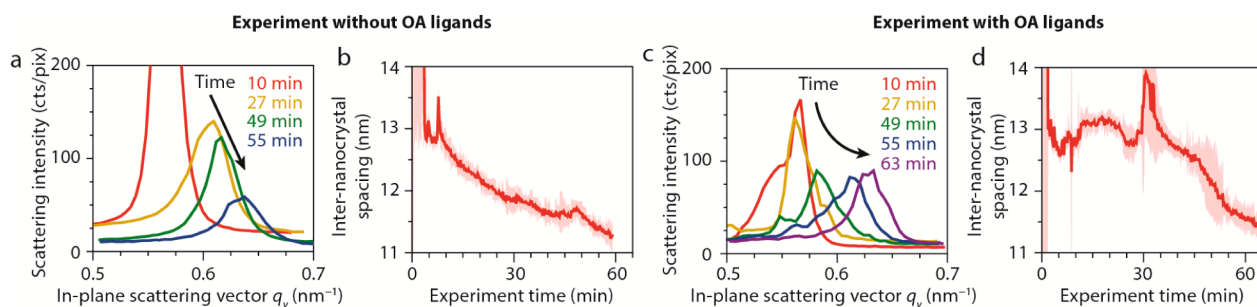 Experiment without OA ligands
Experiment with OA ligands
a
Scattering intensity (cts/pix)
200
100
0
Time
10 min
27 min
49 min
55 min
0.5
0.6
0.7
In-plane scattering vector qy (nm⁻¹)
b
Inter-nanocrystal
spacing (nm)
14
13
12
11
0
30
60
Experiment time (min)
c
Scattering intensity (cts/pix)
200
100
0
Time
10 min
27 min
49 min
55 min
63 min
0.5
0.6
0.7
In-plane scattering vector qy (nm⁻¹)
d
Inter-nanocrystal
spacing (nm)
14
13
12
11
0
30
60
Experiment time (min)